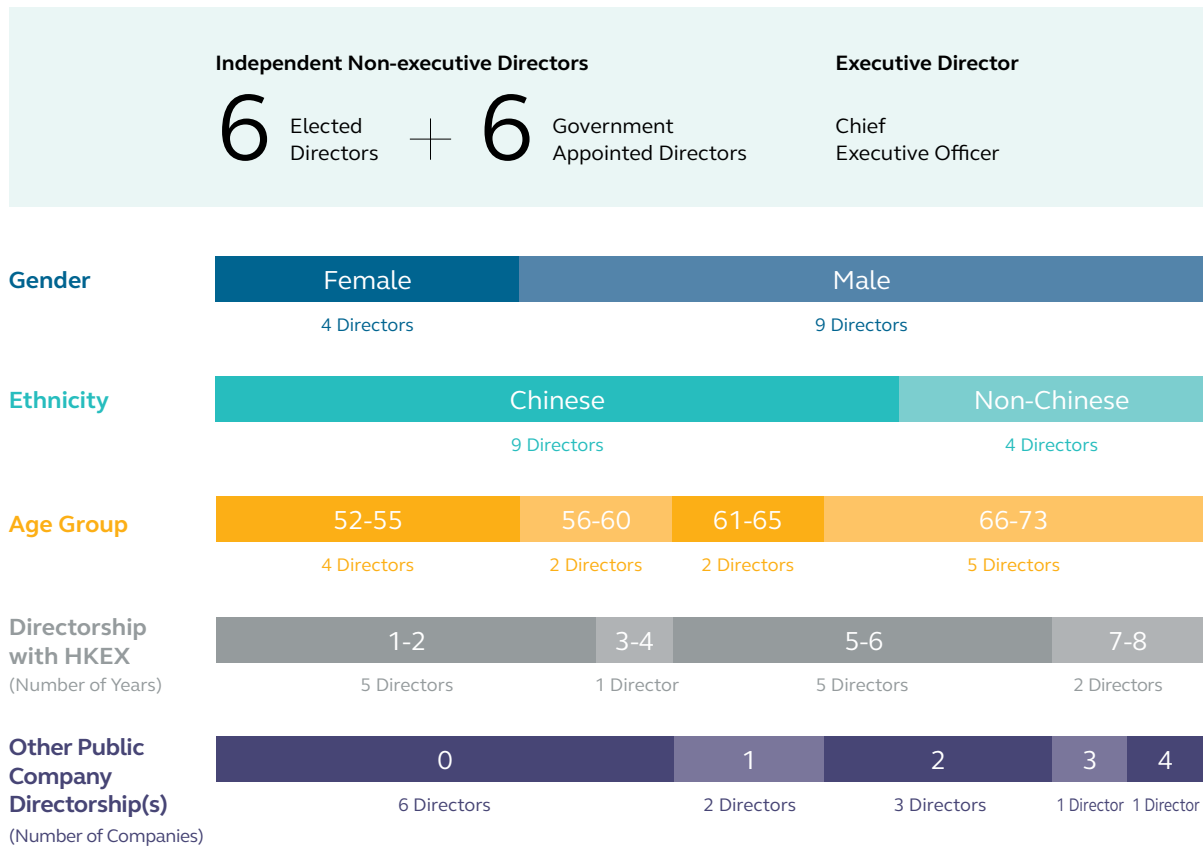 Independent Non-executive Directors
Executive Director
6 Elected Directors + 6 Government Appointed Directors
Chief Executive Officer
Gender
Female
Male
4 Directors
9 Directors
Ethnicity
Chinese
Non-Chinese
9 Directors
4 Directors
Age Group
52-55
56-60
61-65
66-73
4 Directors
2 Directors
2 Directors
5 Directors
Directorship
with HKEX
(Number of Years)
1-2
3-4
5-6
7-8
5 Directors
1 Director
5 Directors
2 Directors
Other Public
Company
Directorship(s)
(Number of Companies)
0
1
2
3
4
6 Directors
2 Directors
3 Directors
1 Director
1 Director